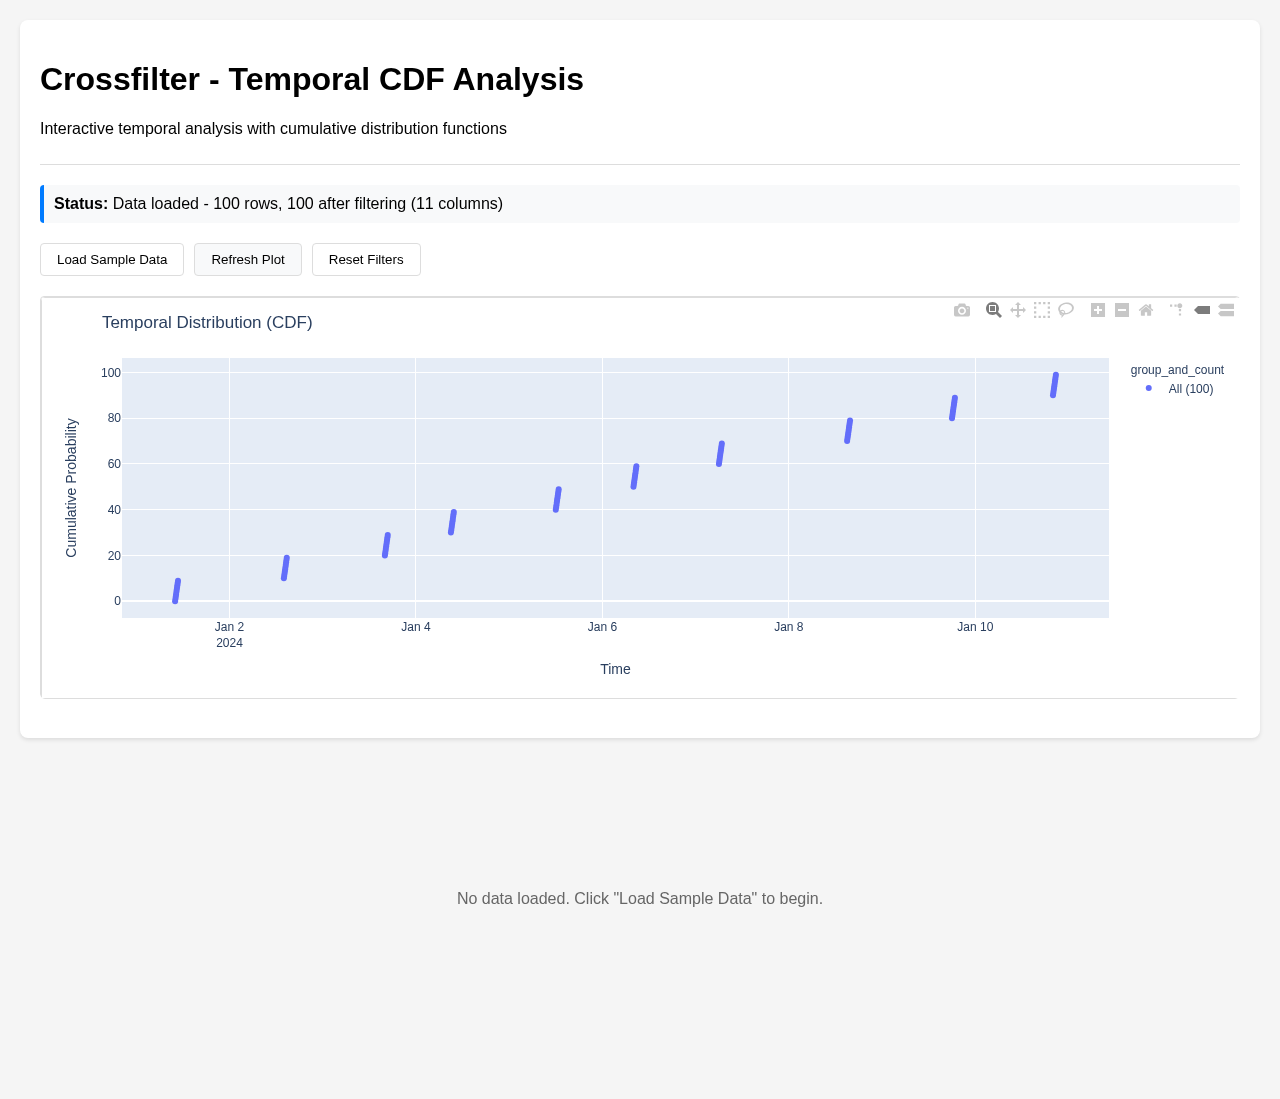 Crossfilter - Temporal CDF Analysis
Interactive temporal analysis with cumulative distribution functions
Status: Data loaded - 100 rows, 100 after filtering (11 columns)
Load Sample Data
Refresh Plot
Reset Filters
Temporal Distribution (CDF)
Cumulative Probability
100
80
60
40
20
0
Jan 2
2024
Jan 4
Jan 6
Jan 8
Jan 10
Time
group_and_count
All (100)
No data loaded. Click "Load Sample Data" to begin.